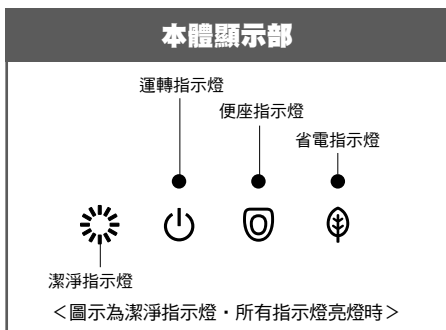 本體顯示部
運轉指示燈
便座指示燈
省電指示燈
潔淨指示燈
＜圖示為潔淨指示燈・所有指示燈亮燈時＞